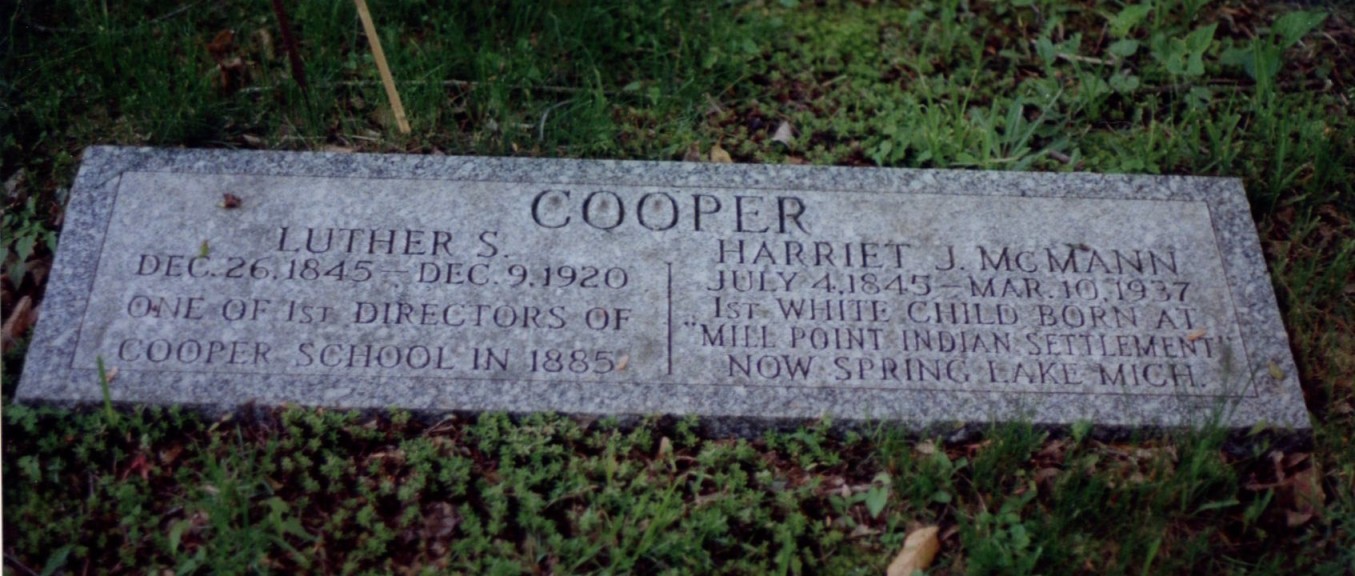 COOPER
LUTHER S.
DEC. 26, 1845 – DEC. 9, 1920
ONE OF 1ST DIRECTORS OF
COOPER SCHOOL IN 1885
HARRIET J. McMANN
JULY 4, 1845 – MAR. 10, 1937
1ST WHITE CHILD BORN AT
"MILL POINT INDIAN SETTLEMENT"
NOW SPRING LAKE MICH.